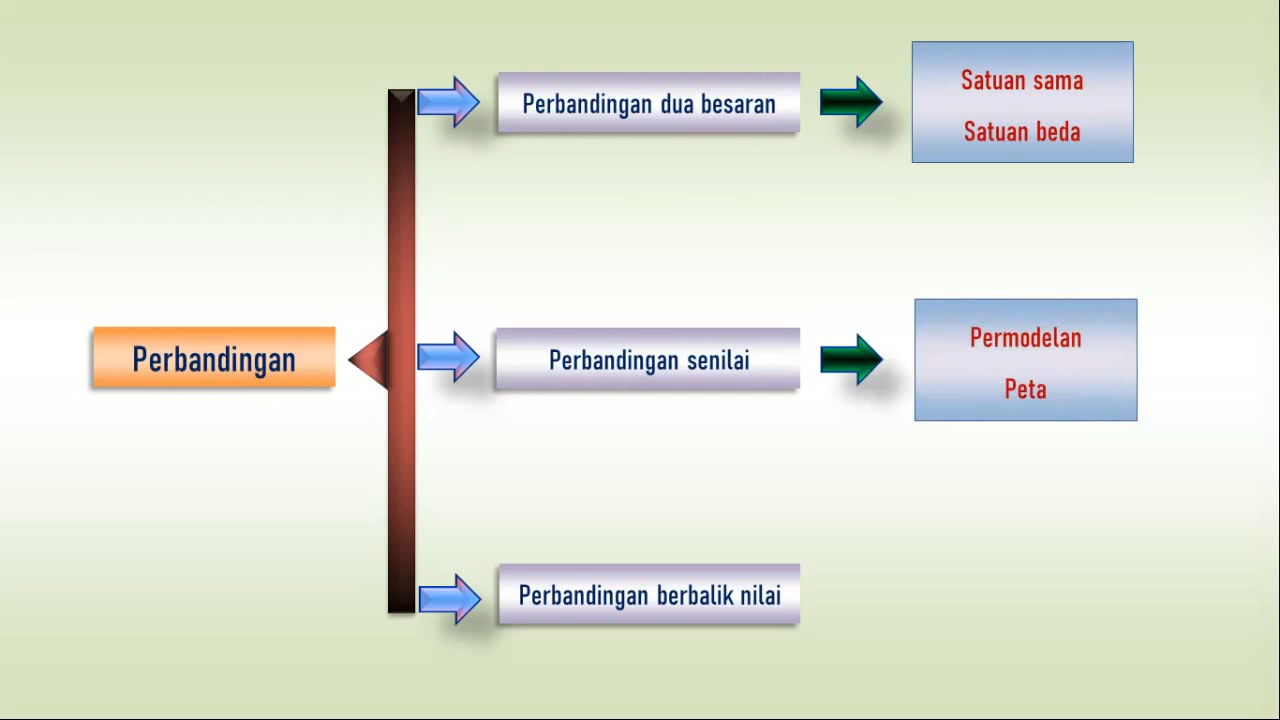 Perbandingan
Perbandingan dua besaran
Satuan sama
Satuan beda
Perbandingan senilai
Permodelan
Peta
Perbandingan berbalik nilai